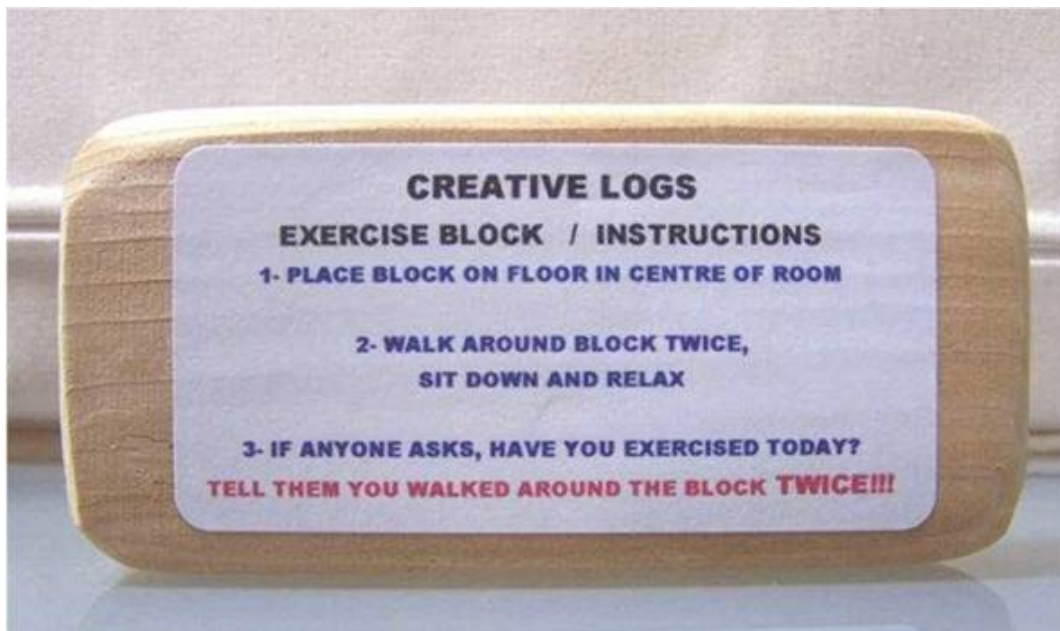 CREATIVE LOGS
EXERCISE BLOCK / INSTRUCTIONS
1- PLACE BLOCK ON FLOOR IN CENTRE OF ROOM
2- WALK AROUND BLOCK TWICE,
SIT DOWN AND RELAX
3- IF ANYONE ASKS, HAVE YOU EXERCISED TODAY?
TELL THEM YOU WALKED AROUND THE BLOCK TWICE!!!